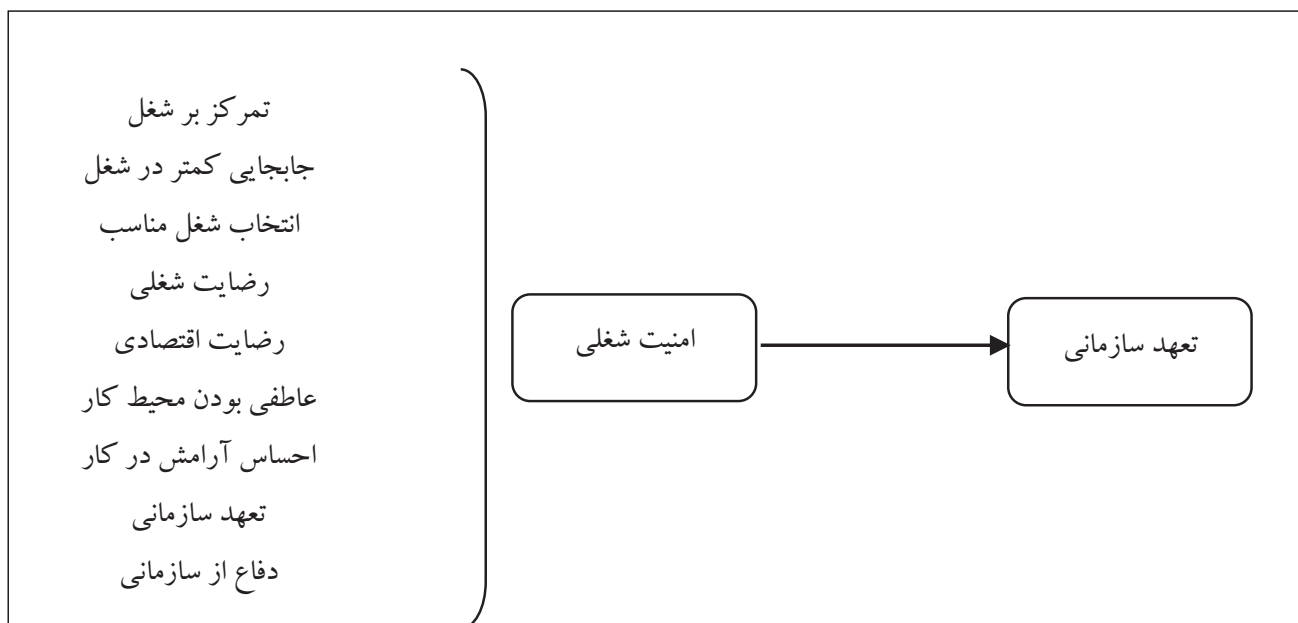 تمرکز بر شغل
جابجایی کمتر در شغل
انتخاب شغل مناسب
رضایت شغلی
رضایت اقتصادی
عاطفی بودن محیط کار
احساس آرامش در کار
تعهد سازمانی
دفاع از سازمانی
امنیت شغلی
تعهد سازمانی